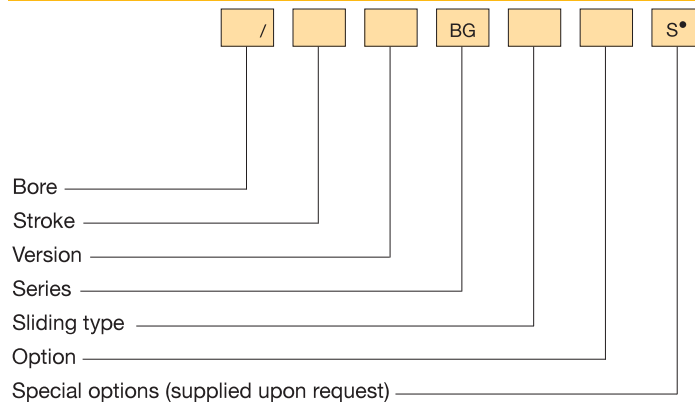 / BG S•
Bore
Stroke
Version
Series
Sliding type
Option
Special options (supplied upon request)